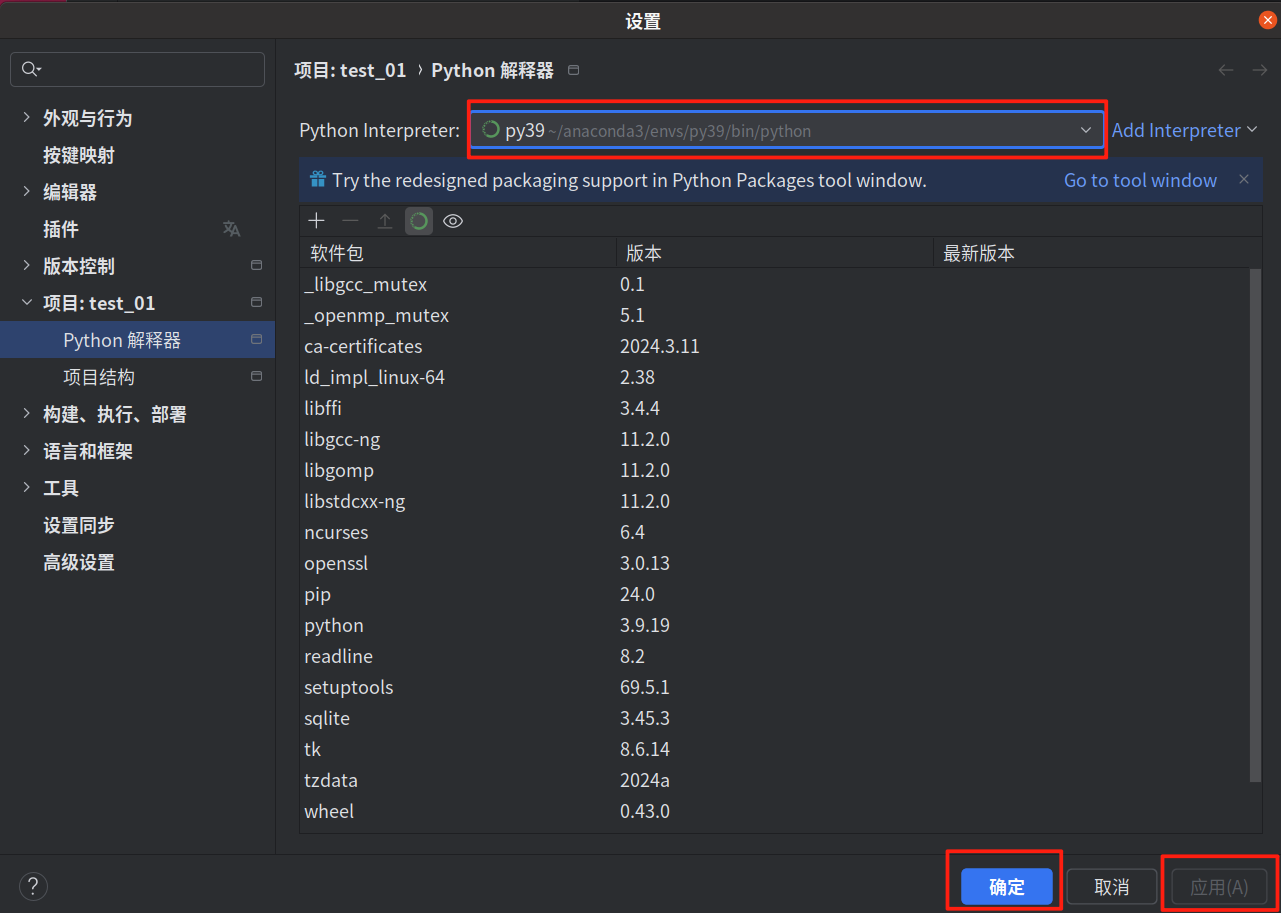 设置
项目: test_01 › Python 解释器
外观与行为
按键映射
编辑器
插件
版本控制
项目: test_01
Python 解释器
项目结构
构建、执行、部署
语言和框架
工具
设置同步
高级设置
Python Interpreter: py39 ~/anaconda3/envs/py39/bin/python Add Interpreter
Try the redesigned packaging support in Python Packages tool window. Go to tool window
软件包 版本 最新版本
_libgcc_mutex 0.1
_openmp_mutex 5.1
ca-certificates 2024.3.11
ld_impl_linux-64 2.38
libffi 3.4.4
libgcc-ng 11.2.0
libgomp 11.2.0
libstdcxx-ng 11.2.0
ncurses 6.4
openssl 3.0.13
pip 24.0
python 3.9.19
readline 8.2
setuptools 69.5.1
sqlite 3.45.3
tk 8.6.14
tzdata 2024a
wheel 0.43.0
? 确定 取消 应用(A)